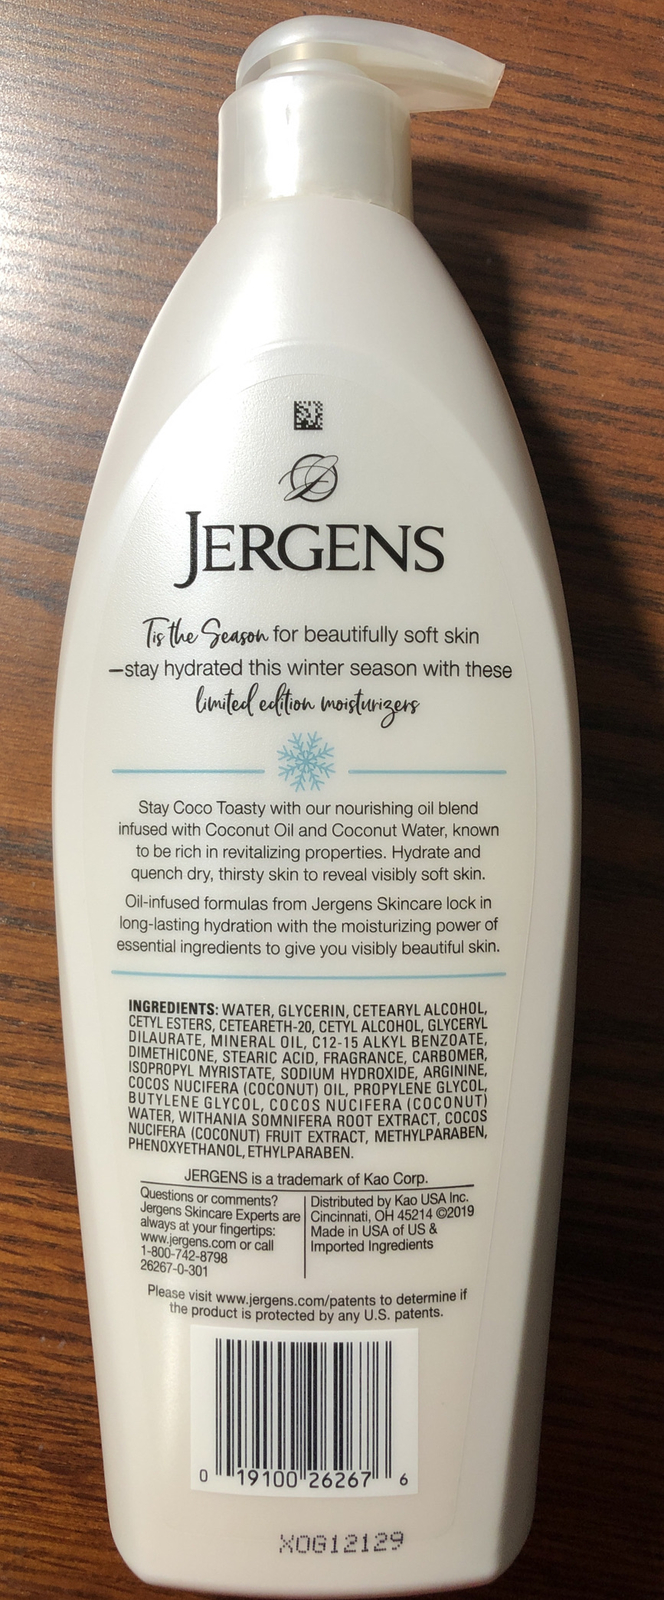 JERGENS
'Tis the Season for beautifully soft skin
—stay hydrated this winter season with these
limited edition moisturizers
Stay Coco Toasty with our nourishing oil blend
infused with Coconut Oil and Coconut Water, known
to be rich in revitalizing properties. Hydrate and
quench dry, thirsty skin to reveal visibly soft skin.
Oil-infused formulas from Jergens Skincare lock in
long-lasting hydration with the moisturizing power of
essential ingredients to give you visibly beautiful skin.
INGREDIENTS: WATER, GLYCERIN, CETEARYL ALCOHOL,
CETYL ESTERS, CETEARETH-20, CETYL ALCOHOL, GLYCERYL
DILAURATE, MINERAL OIL, C12-15 ALKYL BENZOATE,
DIMETHICONE, STEARIC ACID, FRAGRANCE, CARBOMER,
ISOPROPYL MYRISTATE, SODIUM HYDROXIDE, ARGININE,
COCOS NUCIFERA (COCONUT) OIL, PROPYLENE GLYCOL,
BUTYLENE GLYCOL, COCOS NUCIFERA (COCONUT)
WATER, WITHANIA SOMNIFERA ROOT EXTRACT, COCOS
NUCIFERA (COCONUT) FRUIT EXTRACT, METHYLPARABEN,
PHENOXYETHANOL, ETHYLPARABEN.
JERGENS is a trademark of Kao Corp.
Questions or comments?
Jergens Skincare Experts are
always at your fingertips:
www.jergens.com or call
1-800-742-8798
26267-0-301
Distributed by Kao USA Inc.
Cincinnati, OH 45214 ©2019
Made in USA of US &
Imported Ingredients
Please visit www.jergens.com/patents to determine if
the product is protected by any U.S. patents.
0 19100 26267 6
XOG12129